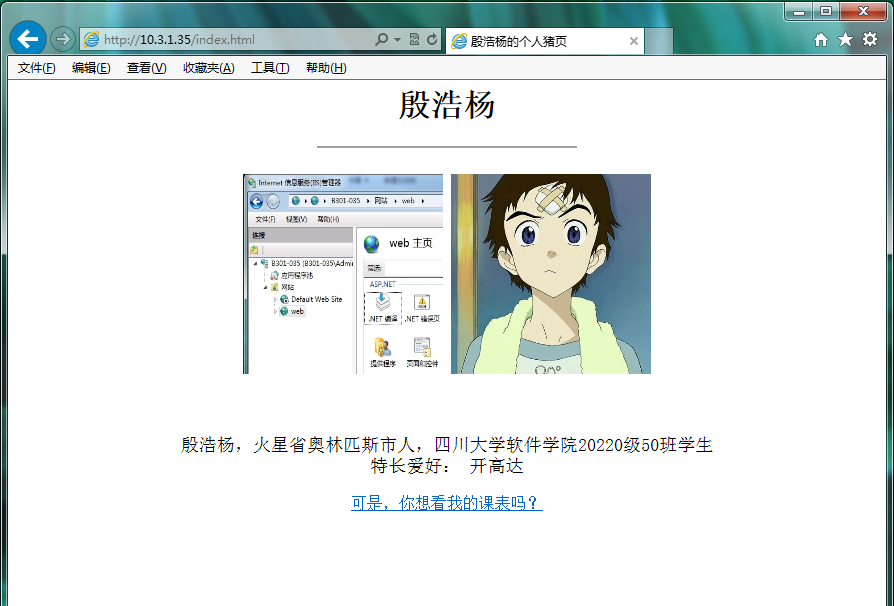 http://10.3.1.35/index.html
殷浩杨的个人猪页
文件(F) 编辑(E) 查看(V) 收藏夹(A) 工具(T) 帮助(H)
殷浩杨
Internet 信息服务(IIS)管理器
B301-035 网站 web
文件(F) 视图(V) 帮助(H)
连接
B301-035 (B301-035\Admi
应用程序池
网站
Default Web Site
web
web 主页
筛选:
ASP.NET
.NET 编译 .NET 错误页
提供程序 页面和控件
殷浩杨，火星省奥林匹斯市人，四川大学软件学院20220级50班学生
特长爱好： 开高达
可是，你想看我的课表吗？